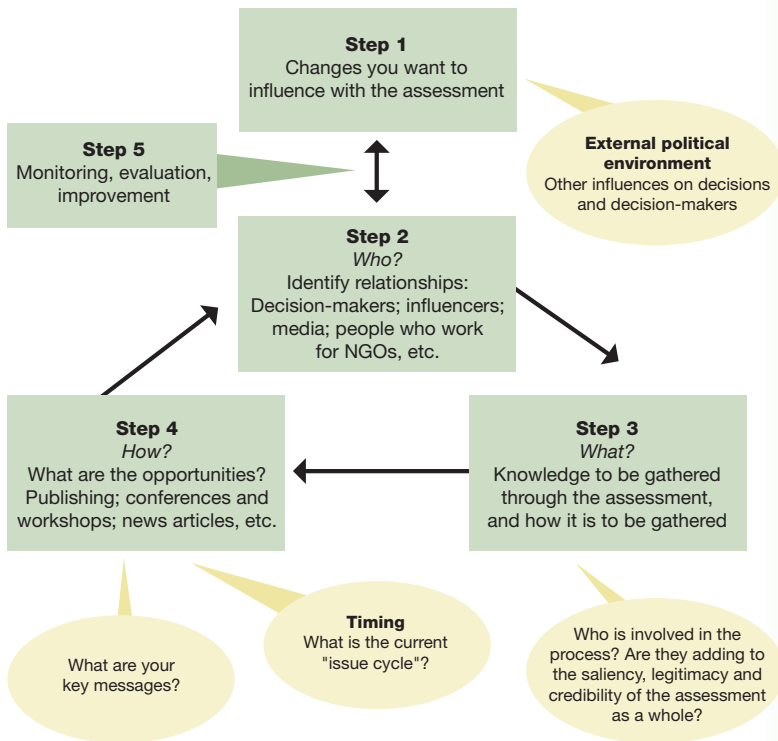 Step 1
Changes you want to
influence with the assessment
External political
environment
Other influences on decisions
and decision-makers
Step 5
Monitoring, evaluation,
improvement
Step 2
Who?
Identify relationships:
Decision-makers; influencers;
media; people who work
for NGOs, etc.
Step 4
How?
What are the opportunities?
Publishing; conferences and
workshops; news articles, etc.
Step 3
What?
Knowledge to be gathered
through the assessment,
and how it is to be gathered
What are your
key messages?
Timing
What is the current
"issue cycle"?
Who is involved in the
process? Are they adding to
the saliency, legitimacy and
credibility of the assessment
as a whole?